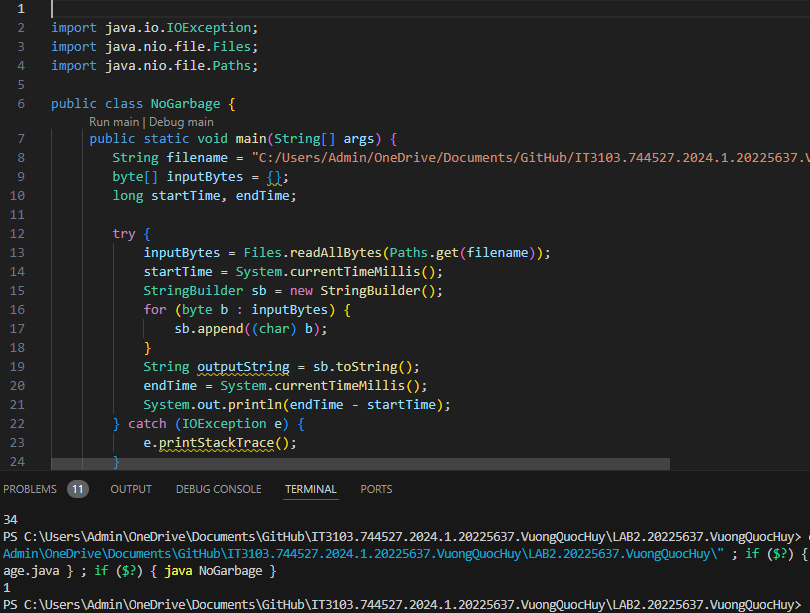 1
2 import java.io.IOException;
3 import java.nio.file.Files;
4 import java.nio.file.Paths;
5
6 public class NoGarbage {
Run main | Debug main
7 public static void main(String[] args) {
8 String filename = "C:/Users/Admin/OneDrive/Documents/GitHub/IT3103.744527.2024.1.20225637.V
9 byte[] inputBytes = {};
10 long startTime, endTime;
11
12 try {
13 inputBytes = Files.readAllBytes(Paths.get(filename));
14 startTime = System.currentTimeMillis();
15 StringBuilder sb = new StringBuilder();
16 for (byte b : inputBytes) {
17 sb.append((char) b);
18 }
19 String outputString = sb.toString();
20 endTime = System.currentTimeMillis();
21 System.out.println(endTime - startTime);
22 } catch (IOException e) {
23 e.printStackTrace();
24 }
PROBLEMS 11 OUTPUT DEBUG CONSOLE TERMINAL PORTS
34
PS C:\Users\Admin\OneDrive\Documents\GitHub\IT3103.744527.2024.1.20225637.VuongQuocHuy\LAB2.20225637.VuongQuocHuy>
Admin\OneDrive\Documents\GitHub\IT3103.744527.2024.1.20225637.VuongQuocHuy\LAB2.20225637.VuongQuocHuy\" ; if ($?) {
age.java } ; if ($?) { java NoGarbage }
1
PS C:\Users\Admin\OneDrive\Documents\GitHub\IT3103.744527.2024.1.20225637.VuongQuocHuy\LAB2.20225637.VuongQuocHuy>